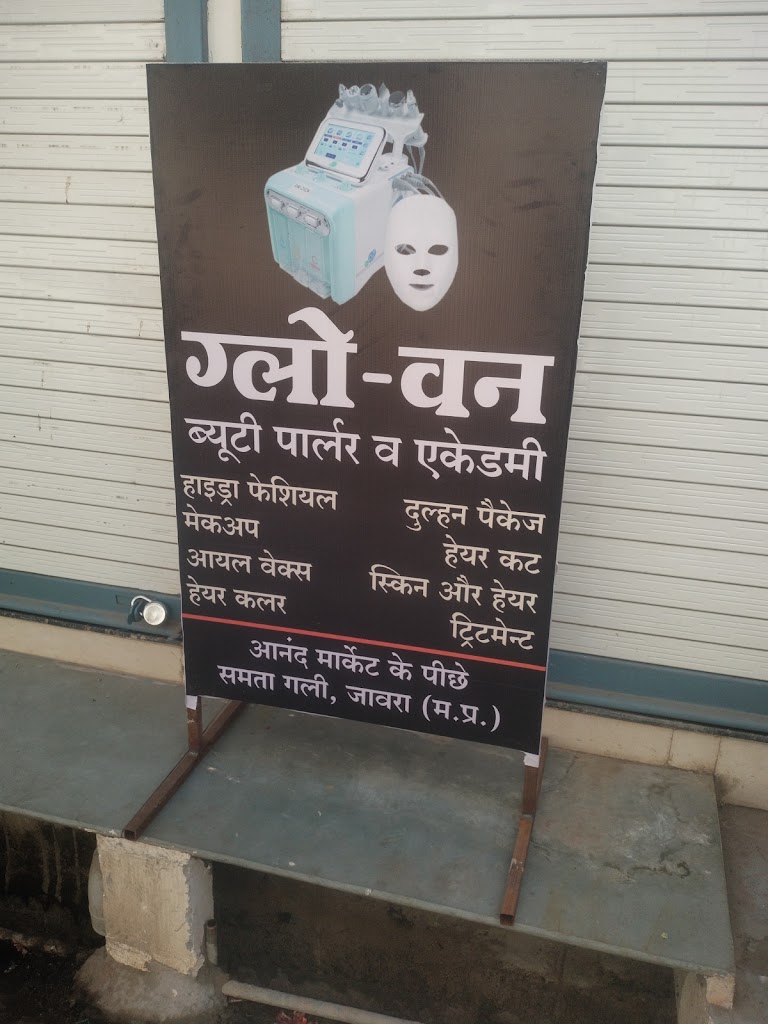 ग्लो-वन
ब्यूटी पार्लर व एकेडमी
हाइड्रा फेशियल
मेकअप
आयल वेक्स
हेयर कलर
दुल्हन पैकेज
हेयर कट
स्किन और हेयर
ट्रिटमेन्ट
आनंद मार्केट के पीछे
समता गली, जावरा (म.प्र.)